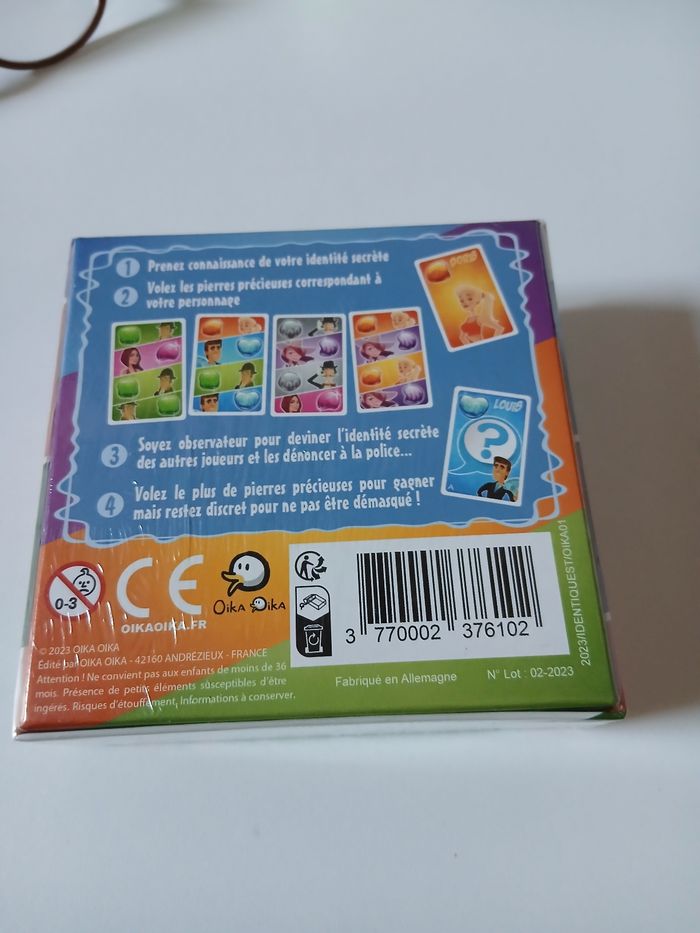 1 Prenez connaissance de votre identité secrète
2 Volez les pierres précieuses correspondant à
votre personnage
DORIS
LOUIS
?
A
3 Soyez observateur pour deviner l'identité secrète
des autres joueurs et les dénoncer à la police...
4 Volez le plus de pierres précieuses pour gagner
mais restez discret pour ne pas être démasqué !
0-3
CE
OIKAOIKA.FR
Oika Oika
3 770002 376102
2023/IDENTIQUEST/OIKA01
© 2023 OIKA OIKA
Édité par OIKA OIKA - 42160 ANDRÉZIEUX - FRANCE
Attention ! Ne convient pas aux enfants de moins de 36
mois. Présence de petits éléments susceptibles d'être
ingérés. Risques d'étouffement, Informations à conserver.
Fabriqué en Allemagne
N° Lot : 02-2023